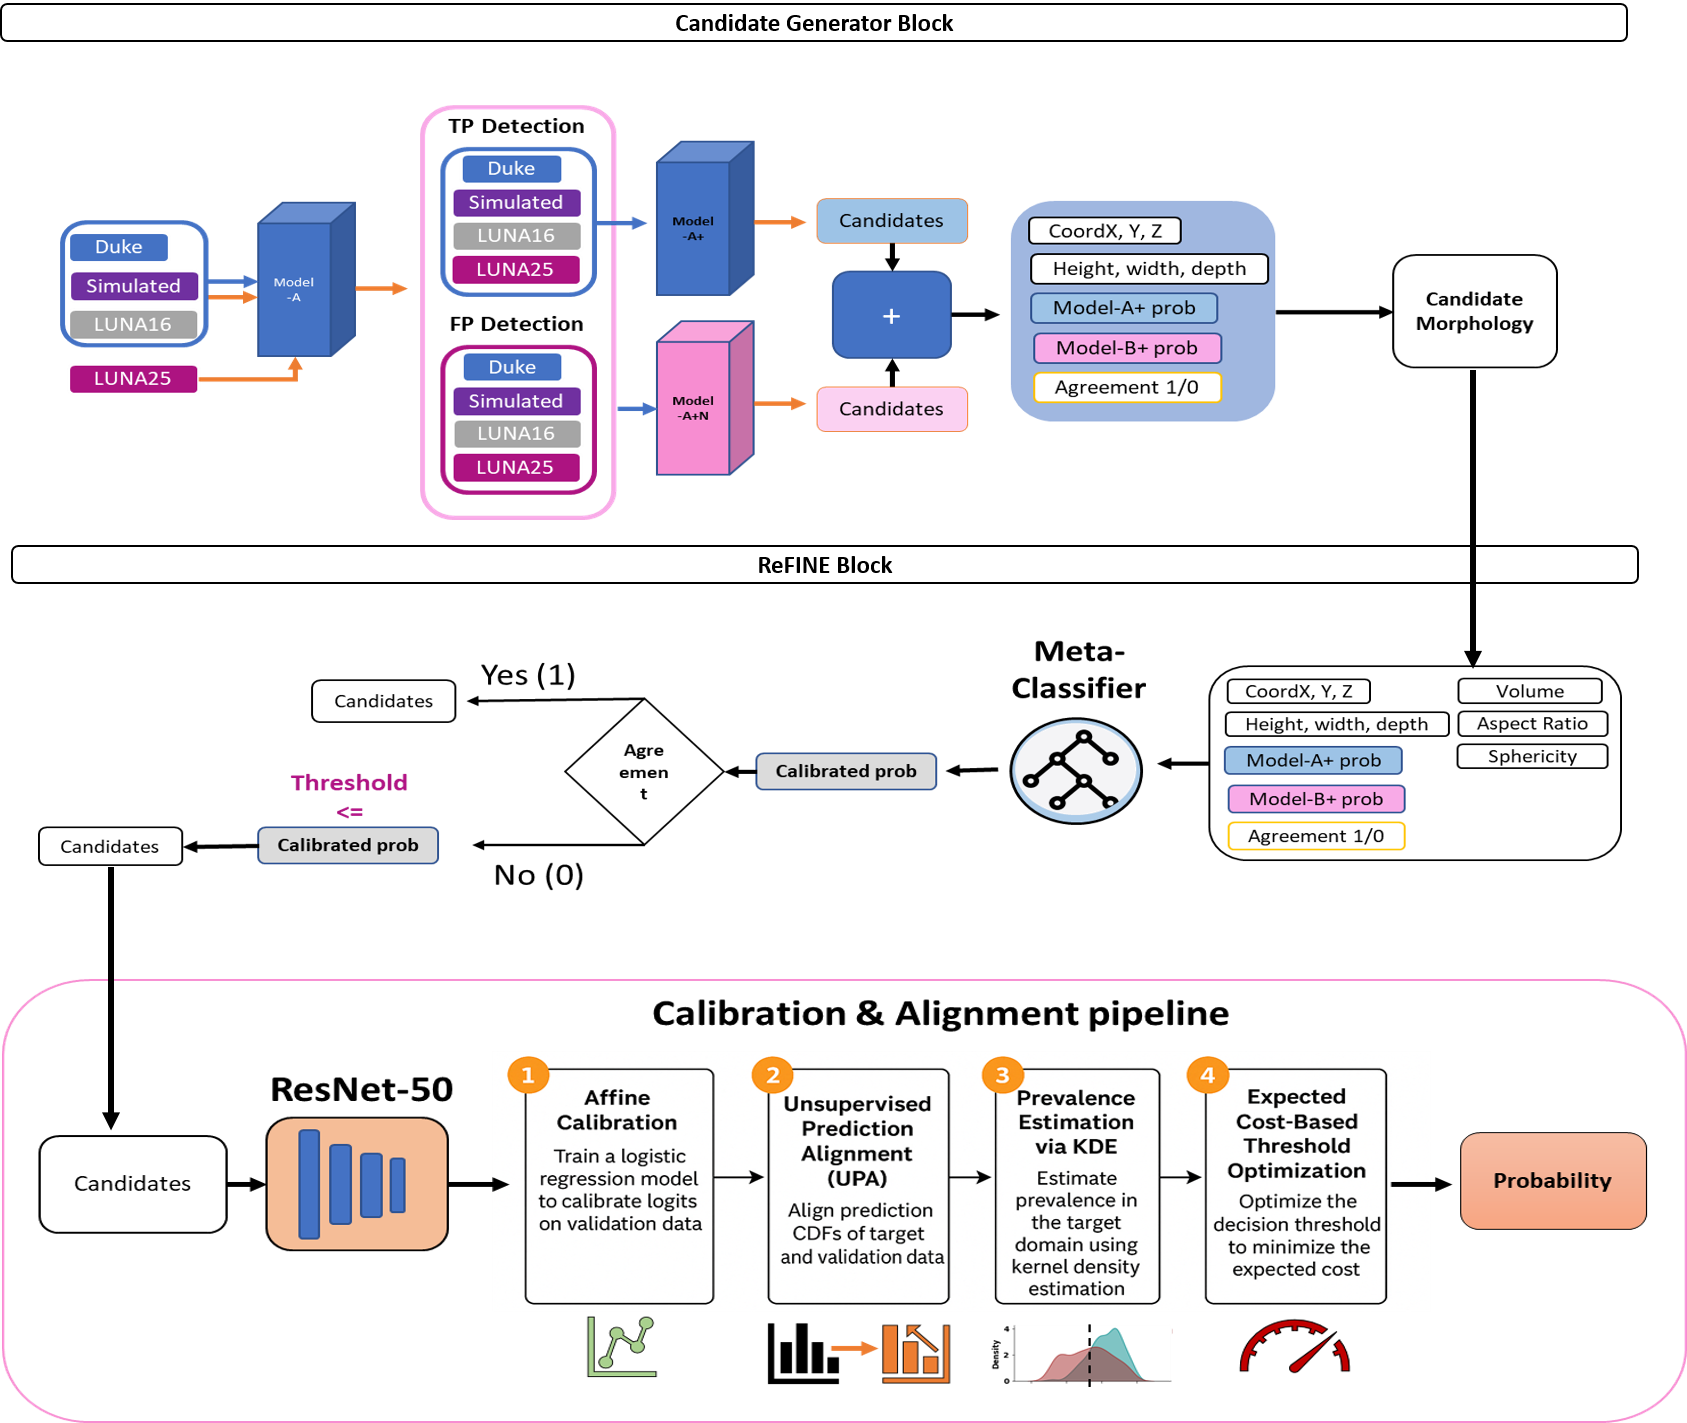 Candidate Generator Block
TP Detection
Duke
Simulated
LUNA16
LUNA25
FP Detection
Duke
Simulated
LUNA16
LUNA25
Duke
Simulated
LUNA16
LUNA25
Model
-A
Model
-A+
Model
-A+N
Candidates
+
Candidates
CoordX, Y, Z
Height, width, depth
Model-A+ prob
Model-B+ prob
Agreement 1/0
Candidate
Morphology
ReFINE Block
Meta-
Classifier
CoordX, Y, Z
Height, width, depth
Model-A+ prob
Model-B+ prob
Agreement 1/0
Volume
Aspect Ratio
Sphericity
Calibrated prob
Agre
emen
t
Yes (1)
Candidates
No (0)
Threshold
<=
Calibrated prob
Candidates
Calibration & Alignment pipeline
Candidates
ResNet-50
1
Affine
Calibration
Train a logistic
regression model
to calibrate logits
on validation data
2
Unsupervised
Prediction
Alignment
(UPA)
Align prediction
CDFs of target
and validation data
3
Prevalence
Estimation
via KDE
Estimate
prevalence in
the target
domain using
kernel density
estimation
4
Expected
Cost-Based
Threshold
Optimization
Optimize the
decision threshold
to minimize the
expected cost
Probability
Density
4
2
0